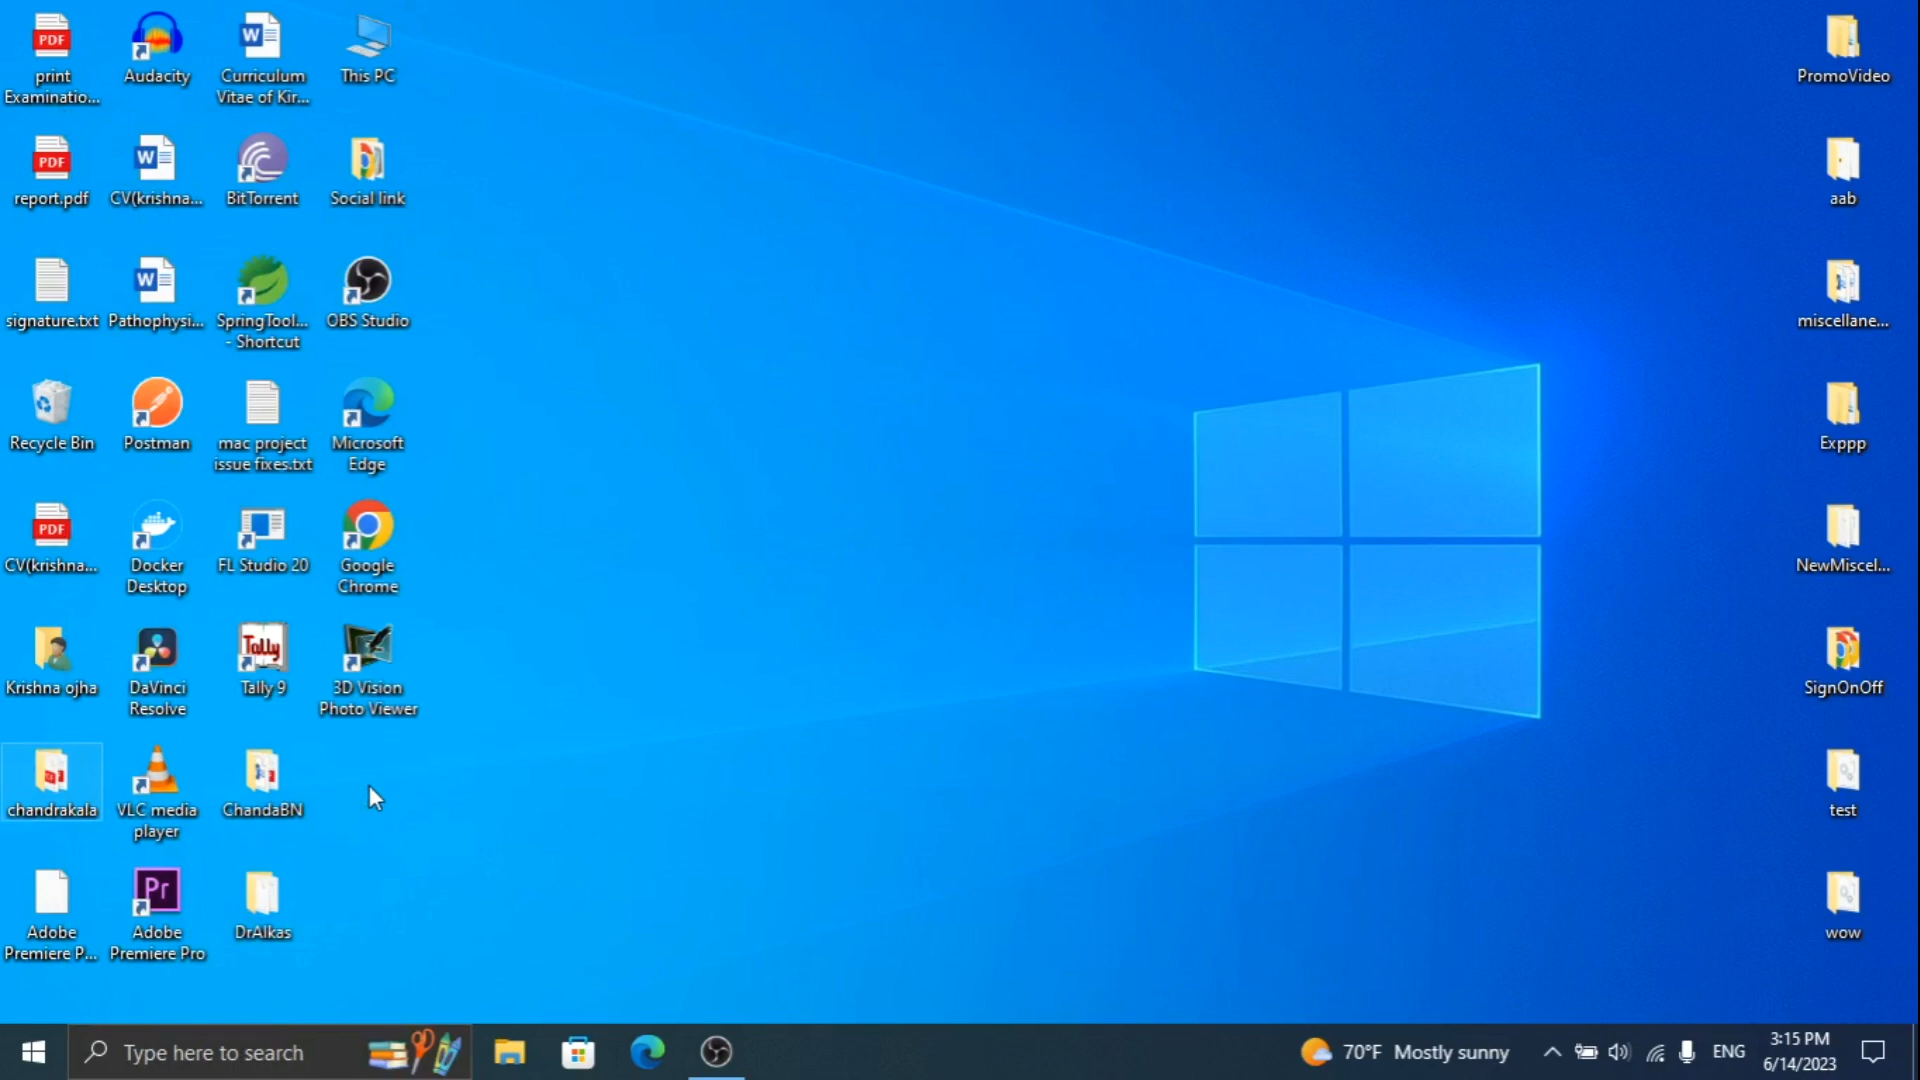 print
Examinatio...
Audacity
Curriculum
Vitae of Kir...
This PC
PromoVideo
report.pdf
CV(krishna...
BitTorrent
Social link
aab
signature.txt
Pathophysi...
SpringTool...
- Shortcut
OBS Studio
miscellane...
Recycle Bin
Postman
mac project
issue fixes.txt
Microsoft
Edge
Exppp
PDF
CV(krishna...
Docker
Desktop
FL Studio 20
Google
Chrome
NewMiscel...
Krishna ojha
DaVinci
Resolve
Tally
Tally 9
3D Vision
Photo Viewer
SignOnOff
chandrakala
VLC media
player
ChandaBN
test
Adobe
Premiere P...
Pr
Adobe
Premiere Pro
DrAlkas
wow
Type here to search
70°F Mostly sunny
ENG
3:15 PM
6/14/2023